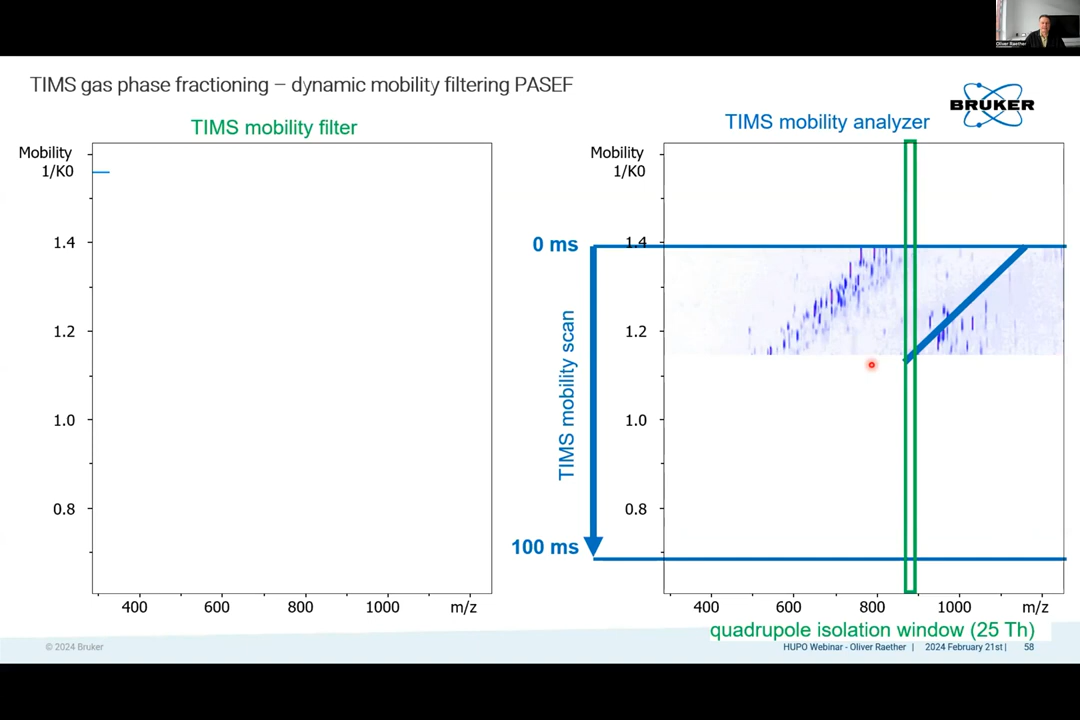 Oliver Raether
TIMS gas phase fractioning – dynamic mobility filtering PASEF
BRUKER
TIMS mobility filter
Mobility
1/K0
1.4
1.2
1.0
0.8
400 600 800 1000 m/z
TIMS mobility analyzer
Mobility
1/K0
0 ms
1.4
1.2
1.0
0.8
TIMS mobility scan
100 ms
400 600 800 1000 m/z
quadrupole isolation window (25 Th)
© 2024 Bruker
HUPO Webinar - Oliver Raether | 2024 February 21st | 58